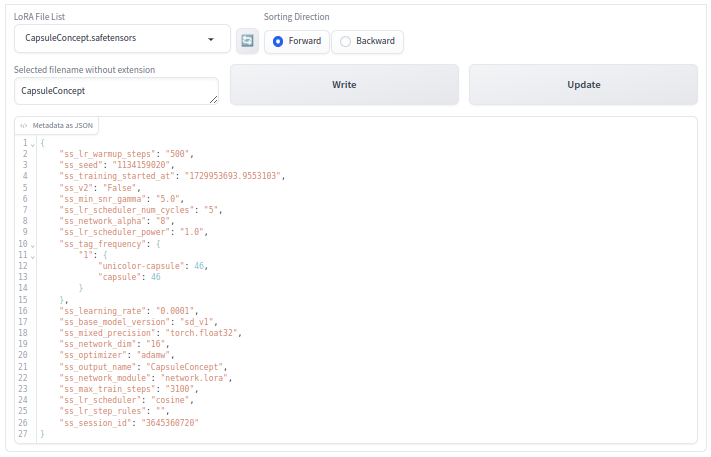 LoRA File List
Sorting Direction
CapsuleConcept.safetensors
Forward
Backward
Selected filename without extension
CapsuleConcept
Write
Update
Metadata as JSON
1 {
2 "ss_lr_warmup_steps": "500",
3 "ss_seed": "1134159020",
4 "ss_training_started_at": "1729953693.9553103",
5 "ss_v2": "False",
6 "ss_min_snr_gamma": "5.0",
7 "ss_lr_scheduler_num_cycles": "5",
8 "ss_network_alpha": "8",
9 "ss_lr_scheduler_power": "1.0",
10 "ss_tag_frequency": {
11 "1": {
12 "unicolor-capsule": 46,
13 "capsule": 46
14 }
15 },
16 "ss_learning_rate": "0.0001",
17 "ss_base_model_version": "sd_v1",
18 "ss_mixed_precision": "torch.float32",
19 "ss_network_dim": "16",
20 "ss_optimizer": "adamw",
21 "ss_output_name": "CapsuleConcept",
22 "ss_network_module": "network.lora",
23 "ss_max_train_steps": "3100",
24 "ss_lr_scheduler": "cosine",
25 "ss_lr_step_rules": "",
26 "ss_session_id": "3645360720"
27 }